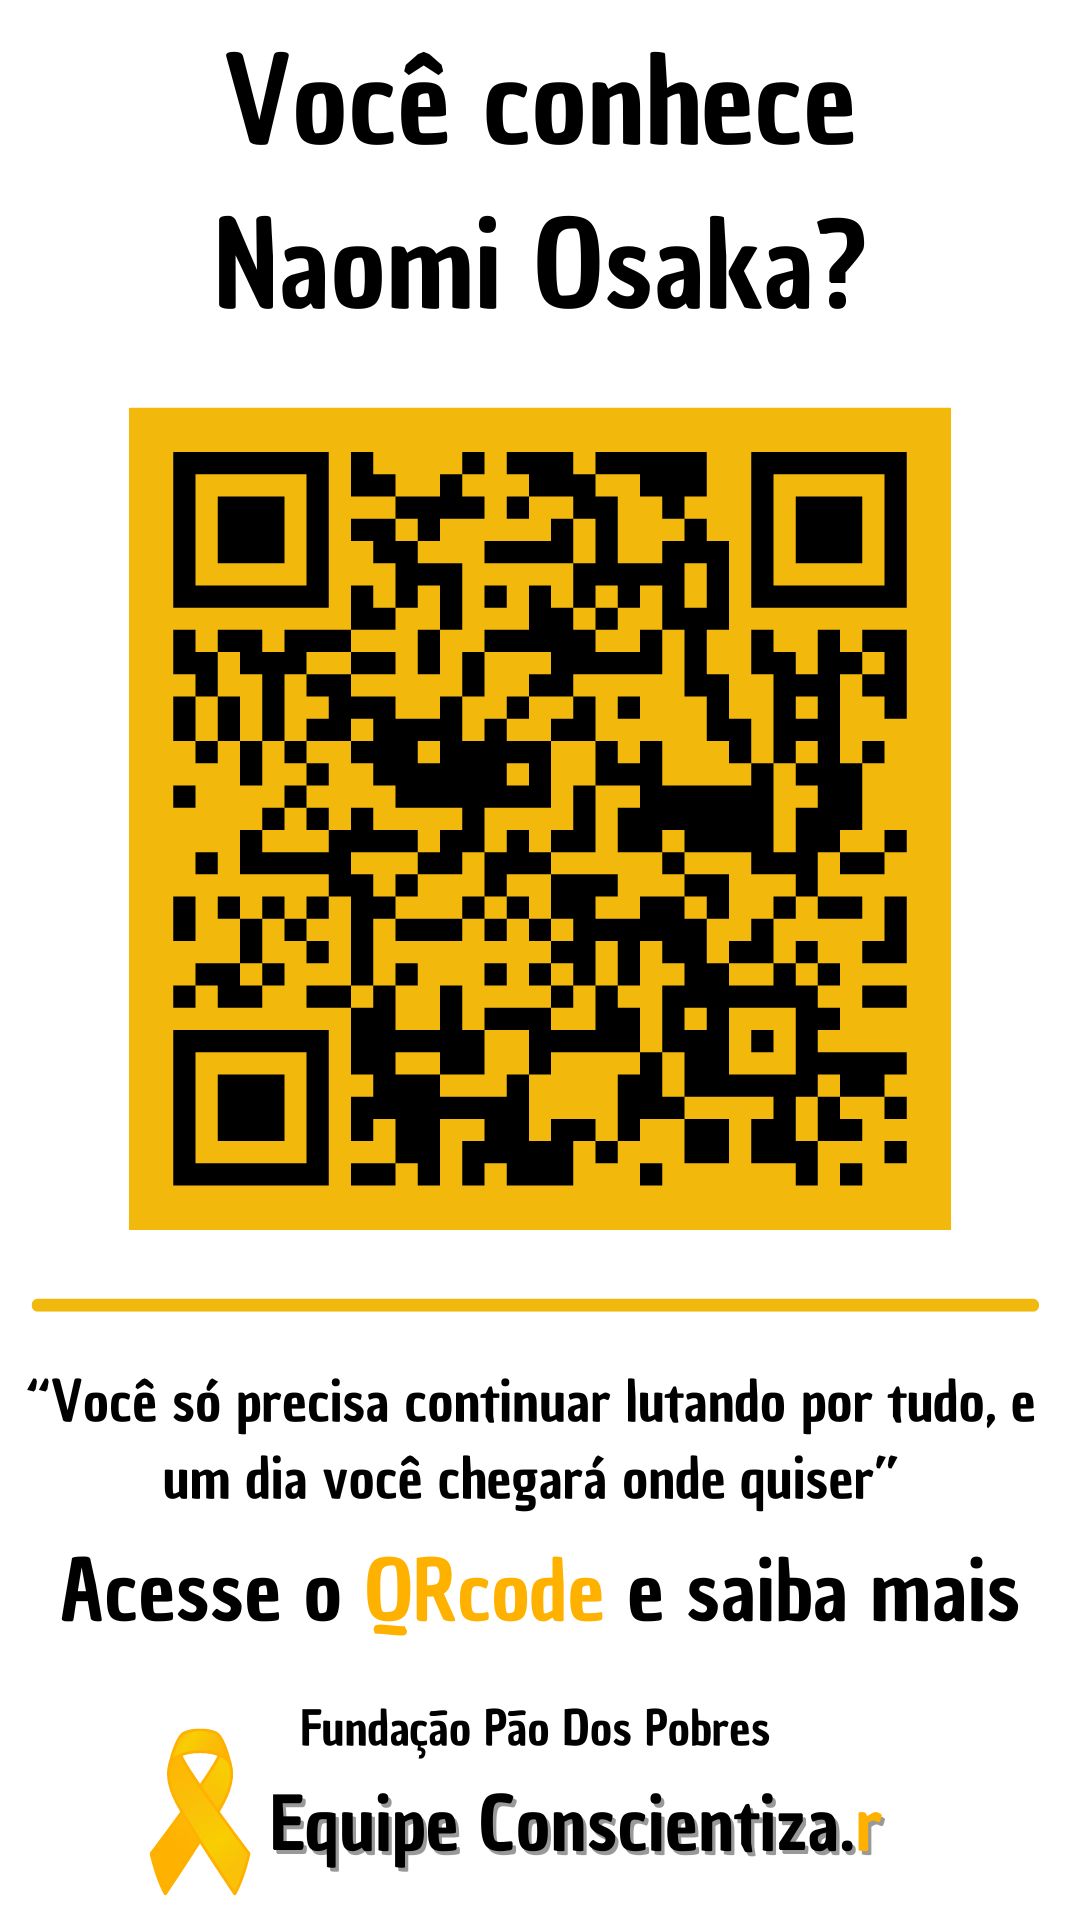 Você conhece
Naomi Osaka?
“Você só precisa continuar lutando por tudo, e
um dia você chegará onde quiser”
Acesse o QRcode e saiba mais
Fundação Pão Dos Pobres
Equipe Conscientiza.r